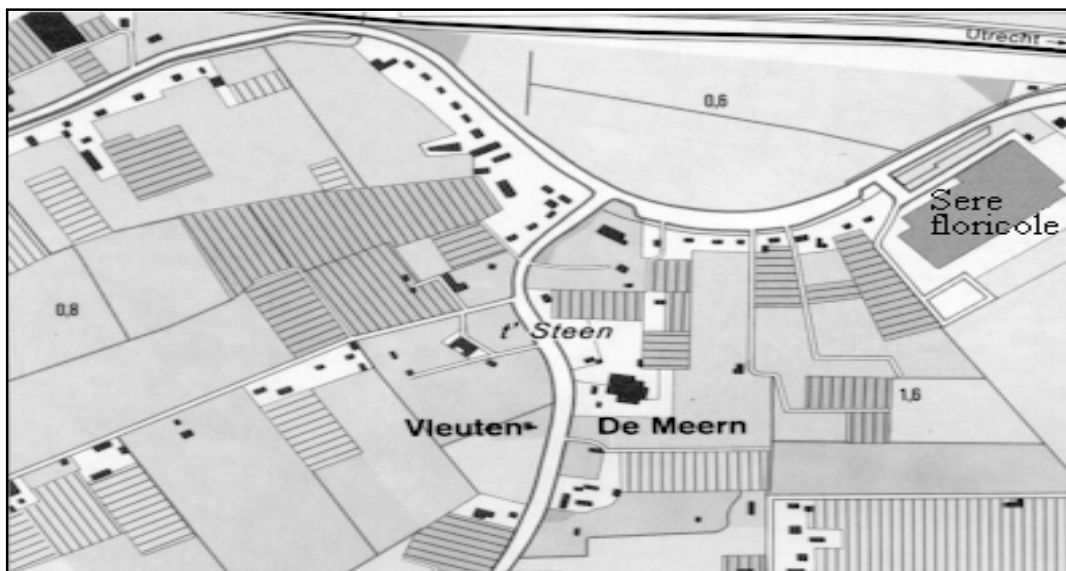 Utrecht →
0,6
Sere
floricole
0,8
t' Steen
1,6
Vleuten
De Meern